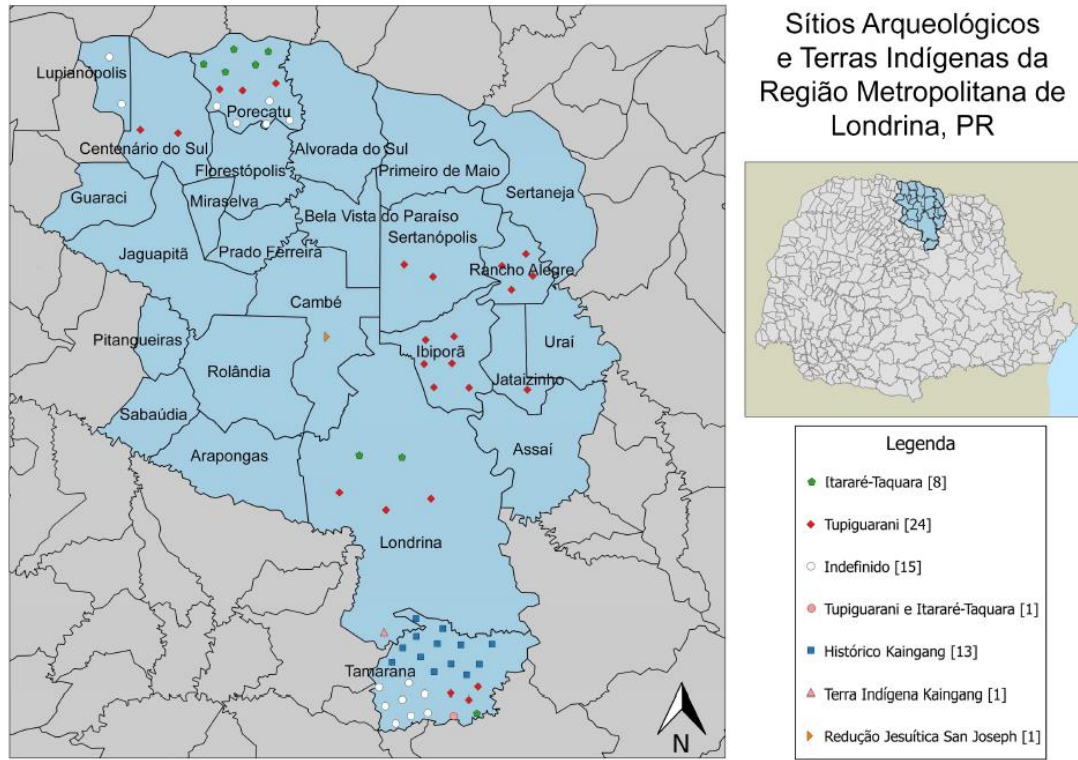 Sítios Arqueológicos
e Terras Indígenas da
Região Metropolitana de
Londrina, PR
Lupianópolis
Porecatu
Centenário do Sul
Alvorada do Sul
Florestópolis
Primeiro de Maio
Guaraci
Miraselva
Sertaneja
Bela Vista do Paraíso
Jaguapitã
Prado Ferreira
Sertanópolis
Rancho Alegre
Cambé
Pitangueiras
Rolândia
Ibiporã
Uraí
Jataizinho
Sabaúdia
Arapongas
Assaí
Londrina
Tamarana
N
Legenda
Itararé-Taquara [8]
Tupiguarani [24]
Indefinido [15]
Tupiguarani e Itararé-Taquara [1]
Histórico Kaingang [13]
Terra Indígena Kaingang [1]
Redução Jesuítica San Joseph [1]